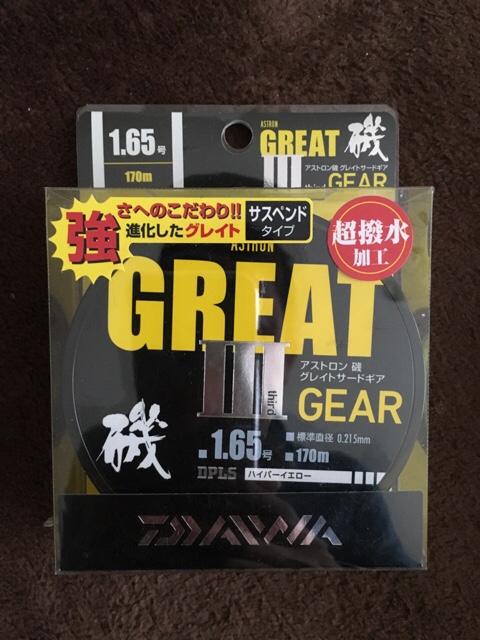 1.65号
170m
ASTRON
GREAT 磯
アストロン磯 グレイトサードギア
third GEAR
強さへのこだわり!!
進化したグレイト
サスペンド
タイプ
超撥水
加工
ASTRON
GREAT
III
third
アストロン 磯
グレイトサードギア
GEAR
磯
1.65号
標準直径 0.215mm
170m
DPLS
ハイパーイエロー
DAIWA